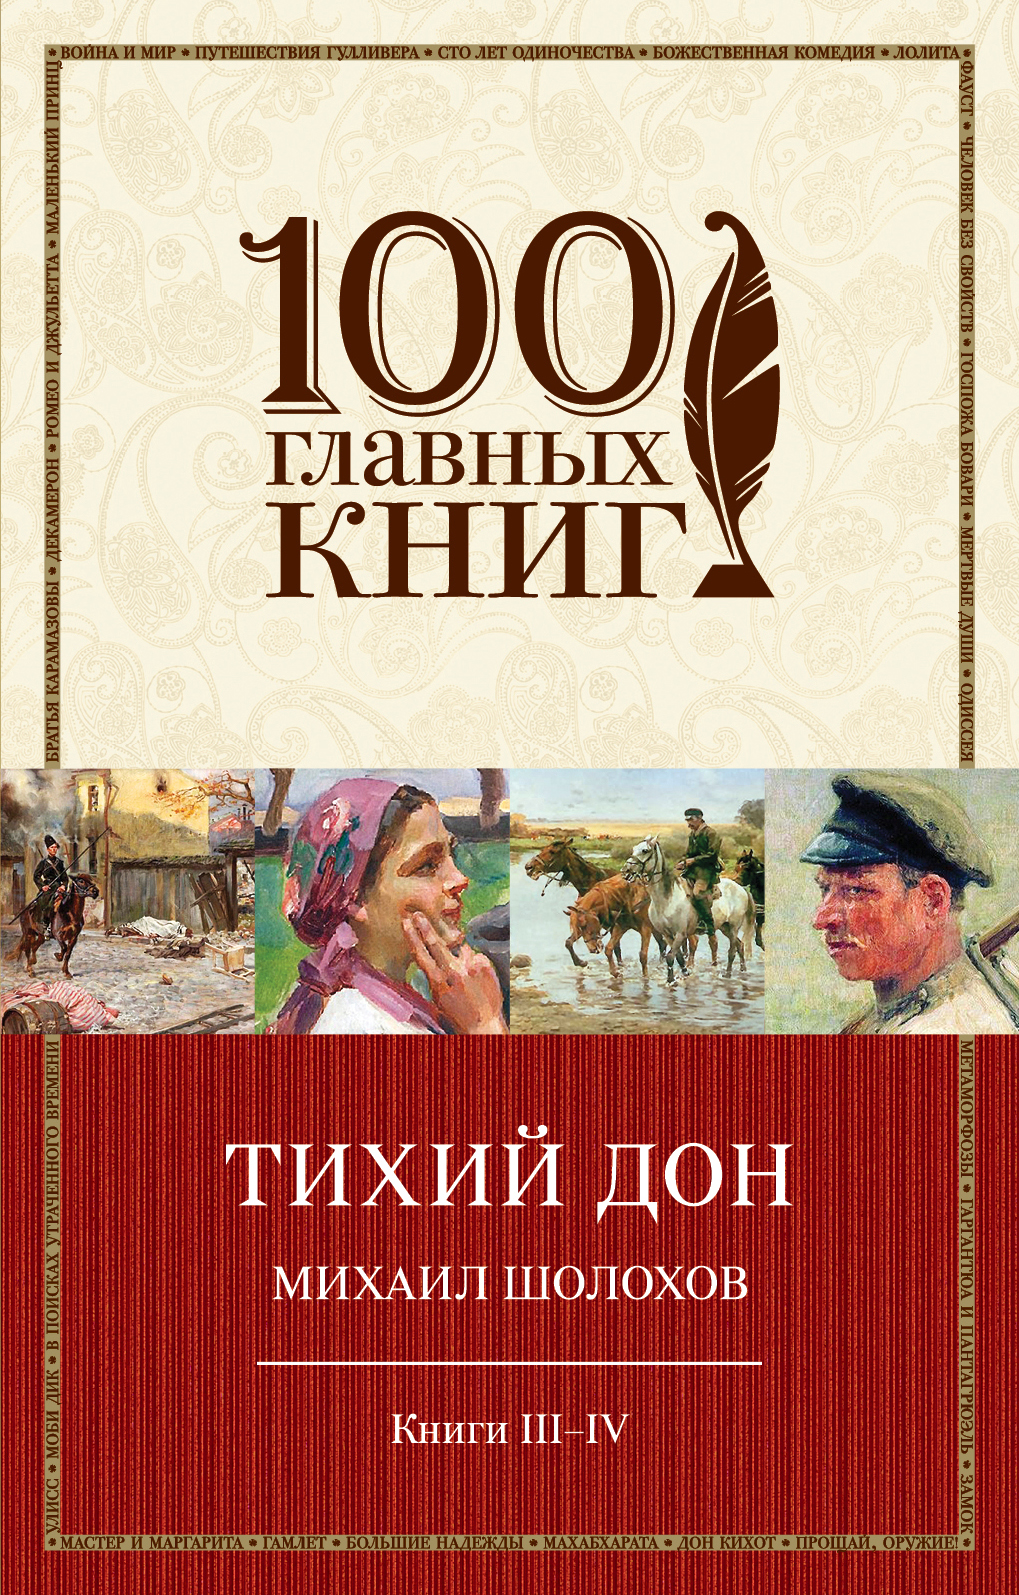 * ВОЙНА И МИР * ПУТЕШЕСТВИЯ ГУЛЛИВЕРА * СТО ЛЕТ ОДИНОЧЕСТВА * БОЖЕСТВЕННАЯ КОМЕДИЯ * ЛОЛИТА *
ФАУСТ * ЧЕЛОВЕК БЕЗ СВОЙСТВ * ГОСПОЖА БОВАРИ * МЕРТВЫЕ ДУШИ * ОДИССЕЯ
БРАТЬЯ КАРАМАЗОВЫ * ДЕКАМЕРОН * РОМЕО И ДЖУЛЬЕТТА * МАЛЕНЬКИЙ ПРИНЦ
100
главных
КНИГ
ТИХИЙ ДОН
МИХАИЛ ШОЛОХОВ
Книги III–IV
УЛИСС * МОБИ ДИК * В ПОИСКАХ УТРАЧЕННОГО ВРЕМЕНИ
МЕТАМОРФОЗЫ * ГАРГАНТЮА И ПАНТАГРЮЭЛЬ * ЗАМОК
* МАСТЕР И МАРГАРИТА * ГАМЛЕТ * БОЛЬШИЕ НАДЕЖДЫ * МАХАБХАРАТА * ДОН КИХОТ * ПРОЩАЙ, ОРУЖИЕ! *